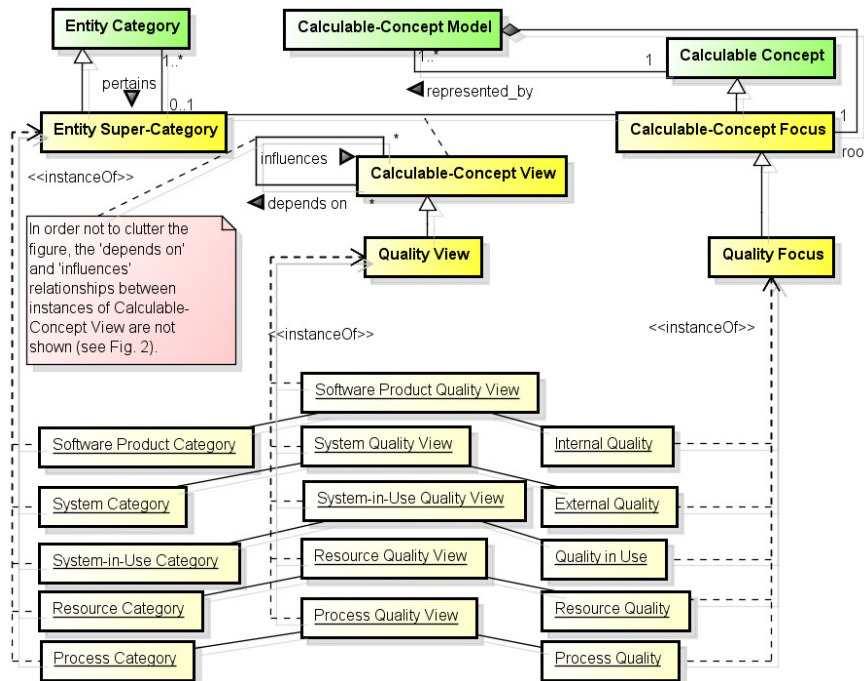 Entity Category
Calculable-Concept Model
1..*
1..*
1
Calculable Concept
pertains
represented_by
0..1
1
Entity Super-Category
Calculable-Concept Focus
roo
*
influences
<<instanceOf>>
Calculable-Concept View
depends on
*
In order not to clutter the
figure, the 'depends on'
and 'influences'
relationships between
instances of Calculable-
Concept View are not
shown (see Fig. 2).
Quality View
Quality Focus
<<instanceOf>>
<<instanceOf>>
Software Product Quality View
Software Product Category
System Quality View
Internal Quality
System Category
System-in-Use Quality View
External Quality
System-in-Use Category
Resource Quality View
Quality in Use
Resource Category
Process Quality View
Resource Quality
Process Category
Process Quality